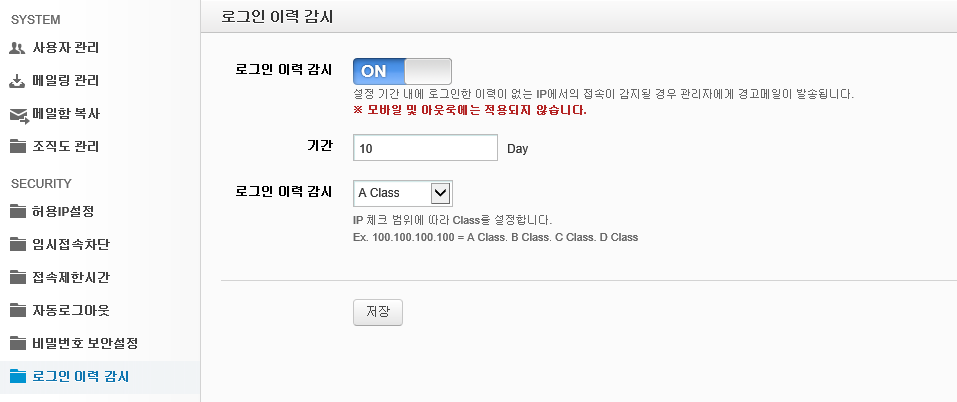 SYSTEM
사용자 관리
메일링 관리
메일함 복사
조직도 관리
SECURITY
허용IP설정
임시접속차단
접속제한시간
자동로그아웃
비밀번호 보안설정
로그인 이력 감시
로그인 이력 감시
로그인 이력 감시
ON
설정 기간 내에 로그인한 이력이 없는 IP에서의 접속이 감지될 경우 관리자에게 경고메일이 발송됩니다.
※ 모바일 및 아웃룩에는 적용되지 않습니다.
기간
10
Day
로그인 이력 감시
A Class
IP 체크 범위에 따라 Class을 설정합니다.
Ex. 100.100.100.100 = A Class. B Class. C Class. D Class
저장